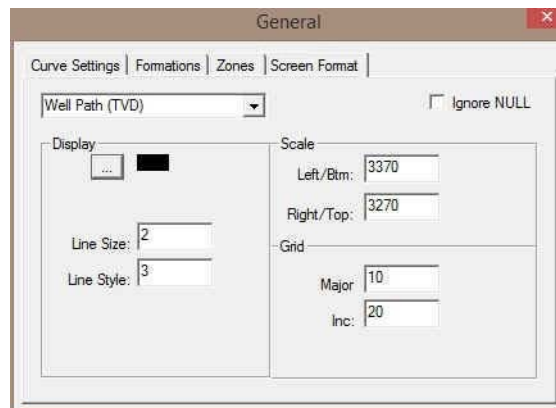 General
Curve Settings Formations Zones Screen Format
Well Path (TVD)
Ignore NULL
Display
...
Line Size: 2
Line Style: 3
Scale
Left/Btm: 3370
Right/Top: 3270
Grid
Major 10
Inc: 20